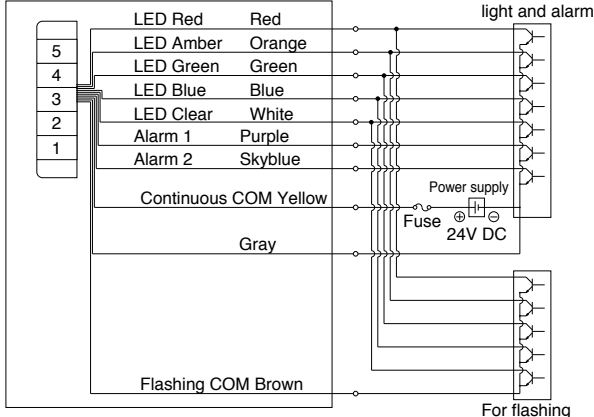 light and alarm
LED Red Red
LED Amber Orange
LED Green Green
LED Blue Blue
LED Clear White
Alarm 1 Purple
Alarm 2 Skyblue
5
4
3
2
1
Continuous COM Yellow
Power supply
Fuse
⊕ ⊖
24V DC
Gray
Flashing COM Brown
For flashing